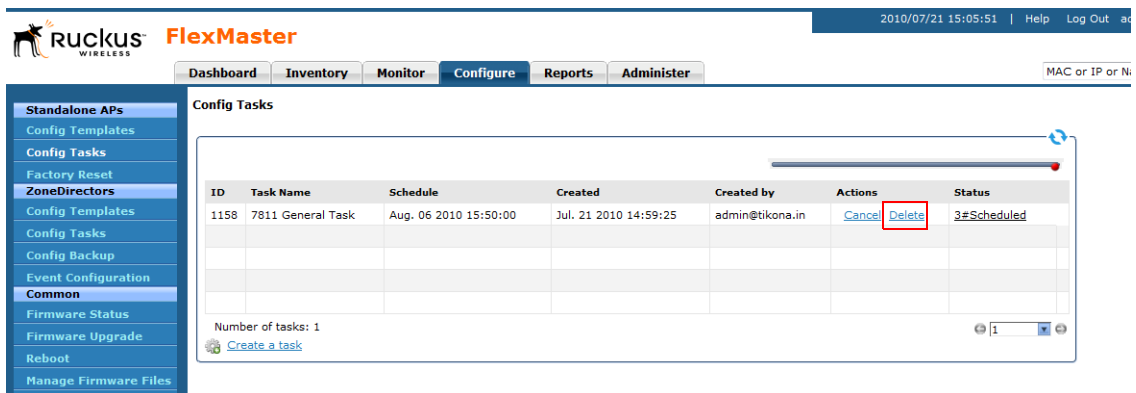 2010/07/21 15:05:51 | Help Log Out
Ruckus WIRELESS FlexMaster
Dashboard Inventory Monitor Configure Reports Administer
MAC or IP or
Standalone APs
Config Templates
Config Tasks
Factory Reset
ZoneDirectors
Config Templates
Config Tasks
Config Backup
Event Configuration
Common
Firmware Status
Firmware Upgrade
Reboot
Manage Firmware Files
Config Tasks
ID Task Name Schedule Created Created by Actions Status
1158 7811 General Task Aug. 06 2010 15:50:00 Jul. 21 2010 14:59:25 admin@tikona.in Cancel Delete 3#Scheduled
Number of tasks: 1
1
Create a task